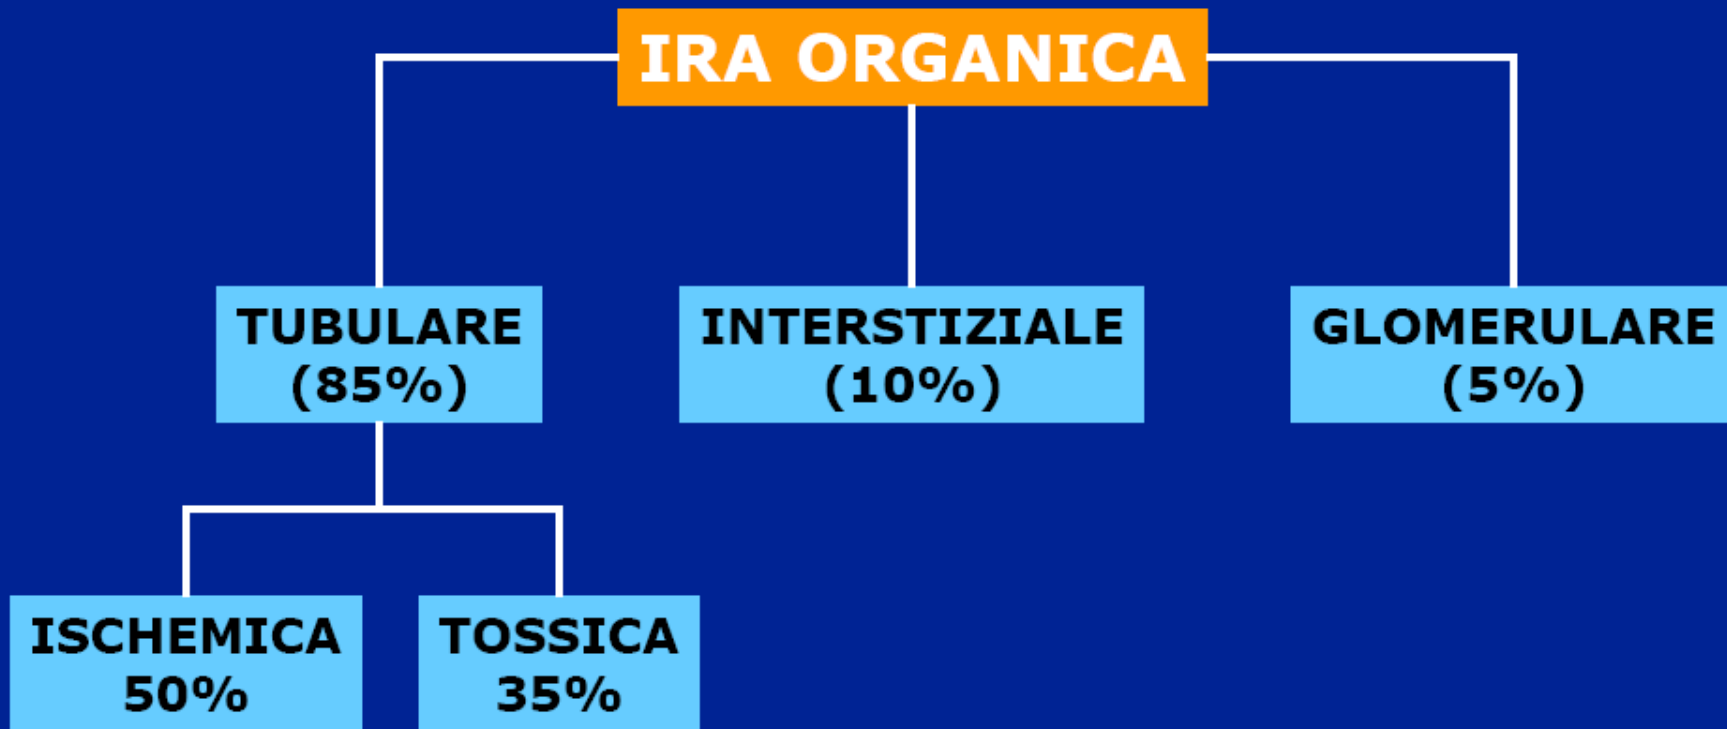 IRA ORGANICA
TUBULARE
(85%)
INTERSTIZIALE
(10%)
GLOMERULARE
(5%)
ISCHEMICA
50%
TOSSICA
35%